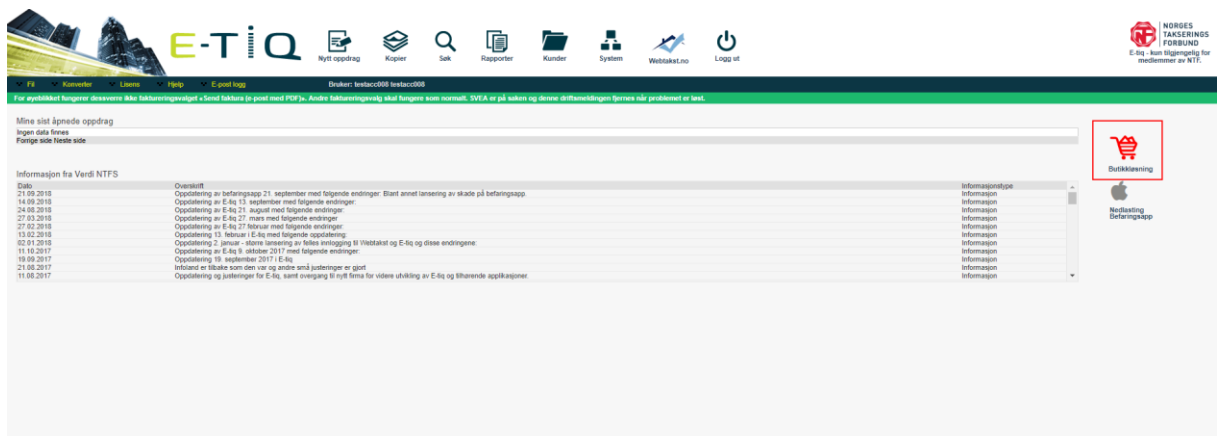 E-TiQ
Nytt oppdrag
Kopier
Søk
Rapporter
Kunder
System
Webtakst.no
Logg ut
NORGES
TAKSERINGS
FORBUND
E-tiq - kun tilgjengelig for
medlemmer av NTF.
Fil Konverter Lisens Hjelp E-post logg Bruker: testacc008 testacc008
For øyeblikket fungerer dessverre ikke faktureringsvalget «Send faktura (e-post med PDF)». Andre faktureringsvalg skal fungere som normalt. SVEA er på saken og denne driftsmeldingen fjernes når problemet er løst.
Mine sist åpnede oppdrag
Ingen data finnes
Forrige side Neste side
Butikkløsning
Nedlasting
Befaringsapp
Informasjon fra Verdi NTFS
Dato Overskrift Informasjonstype
21.09.2018 Oppdatering av befaringsapp 21. september med følgende endringer: Blant annet lansering av skade på befaringsapp. Informasjon
14.09.2018 Oppdatering av E-tiq 13. september med følgende endringer: Informasjon
24.08.2018 Oppdatering av E-tiq 21. august med følgende endringer: Informasjon
27.03.2018 Oppdatering av E-tiq 27. mars med følgende endringer Informasjon
27.02.2018 Oppdatering av E-tiq 27.februar med følgende endringer: Informasjon
13.02.2018 Oppdatering 13. februar i E-tiq med følgende oppdatering: Informasjon
02.01.2018 Oppdatering 2. januar - større lansering av felles innlogging til Webtakst og E-tiq og disse endringene: Informasjon
11.10.2017 Oppdatering av E-tiq 9. oktober 2017 med følgende endringer: Informasjon
19.09.2017 Oppdatering 19. september 2017 i E-tiq Informasjon
21.08.2017 Infoland er tilbake som den var og andre små justeringer er gjort Informasjon
11.08.2017 Oppdatering og justeringer for E-tiq, samt overgang til nytt firma for videre utvikling av E-tiq og tilhørende applikasjoner. Informasjon